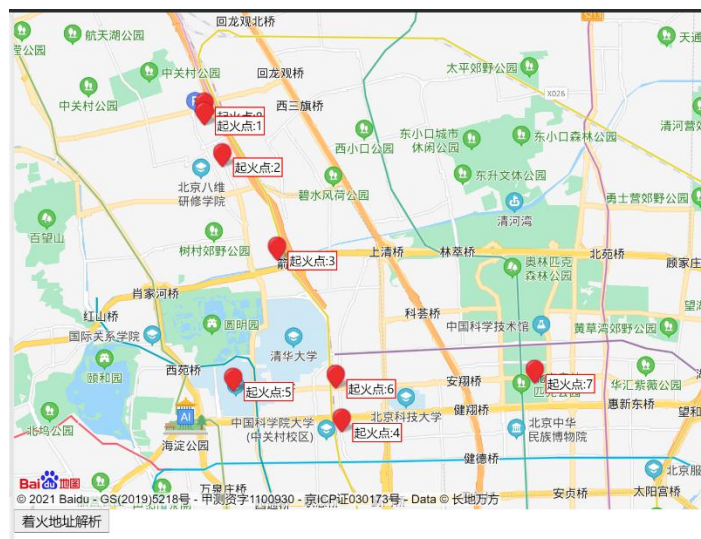 回龙观北桥
航天湖公园
天通
莹公园
中关村公园
回龙观桥
太平郊野公园
X026
中关村公园
西三旗桥
起火点:0
起火点:1
清河营郊
东小口城市
休闲公园
东小口森林公园
西小口公园
起火点:2
东升文体公园
北京八维
研修学院
碧水风荷公园
勇士营郊野公园
清河湾
百望山
树村郊野公园
上清桥
林萃桥
北苑桥
起火点:3
奥林匹克
森林公园
顾家庄
肖家河桥
红山桥
科荟桥
圆明园
中国科学技术馆
黄草湾郊野公园
国际关系学院
清华大学
颐和园
西苑桥
安翔桥
起火点:7
华汇紫薇公园
起火点:5
起火点:6
匹克公园
惠新东桥
健翔桥
北京科技大学
望和
AI
中国科学院大学
(中关村校区)
起火点:4
北京中华
民族博物院
北坞公园
海淀公园
健德桥
北京服
Bai du 地图
万泉庄桥
安贞桥
太阳宫桥
© 2021 Baidu - GS(2019)5218号 - 甲测资字1100930 - 京ICP证030173号 - Data © 长地万方
着火地址解析